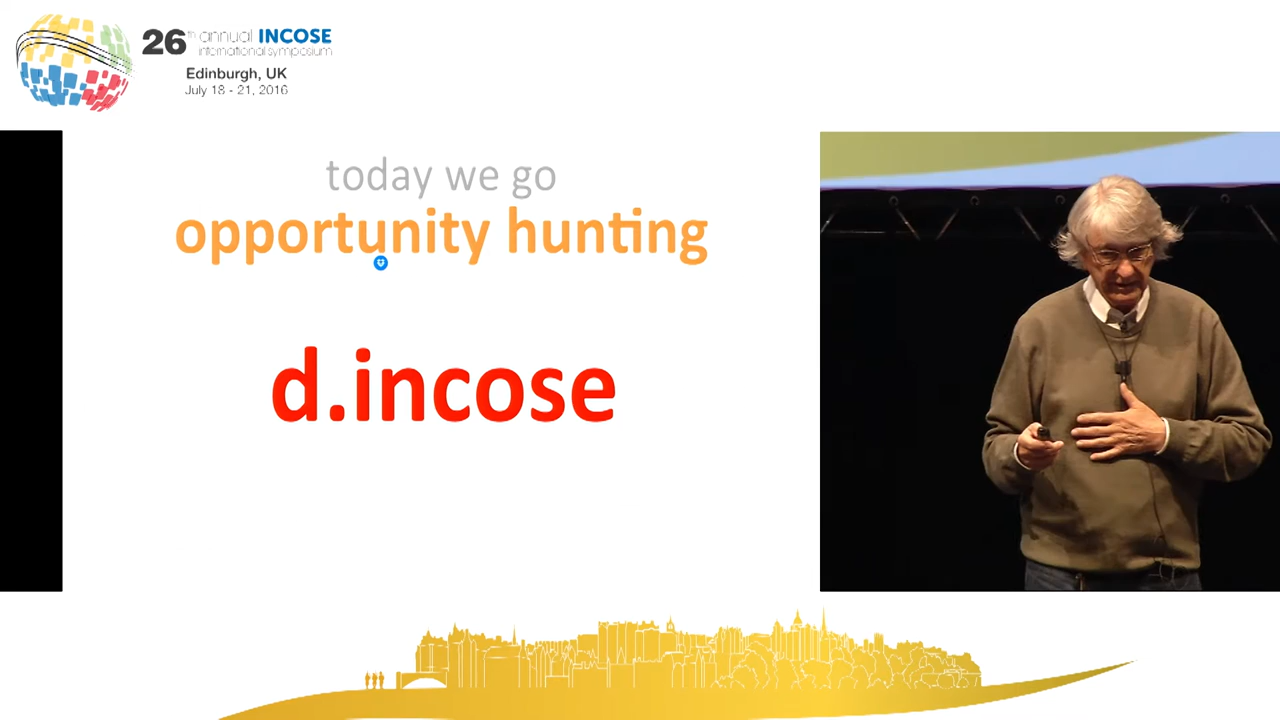 26th annual INCOSE
international symposium
Edinburgh, UK
July 18 - 21, 2016
today we go
opportunity hunting
d.incose